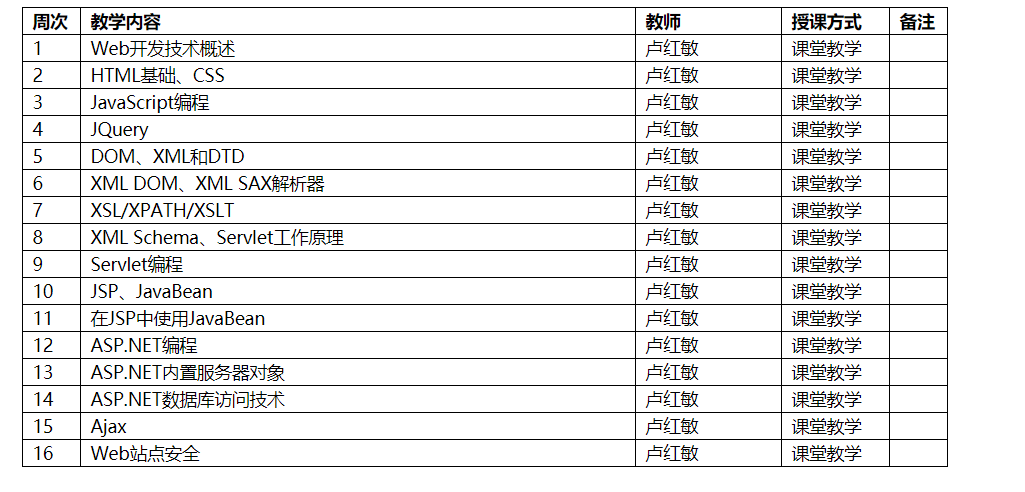 周次 教学内容 教师 授课方式 备注
1 Web开发技术概述 卢红敏 课堂教学
2 HTML基础、CSS 卢红敏 课堂教学
3 JavaScript编程 卢红敏 课堂教学
4 JQuery 卢红敏 课堂教学
5 DOM、XML和DTD 卢红敏 课堂教学
6 XML DOM、XML SAX解析器 卢红敏 课堂教学
7 XSL/XPATH/XSLT 卢红敏 课堂教学
8 XML Schema、Servlet工作原理 卢红敏 课堂教学
9 Servlet编程 卢红敏 课堂教学
10 JSP、JavaBean 卢红敏 课堂教学
11 在JSP中使用JavaBean 卢红敏 课堂教学
12 ASP.NET编程 卢红敏 课堂教学
13 ASP.NET内置服务器对象 卢红敏 课堂教学
14 ASP.NET数据库访问技术 卢红敏 课堂教学
15 Ajax 卢红敏 课堂教学
16 Web站点安全 卢红敏 课堂教学